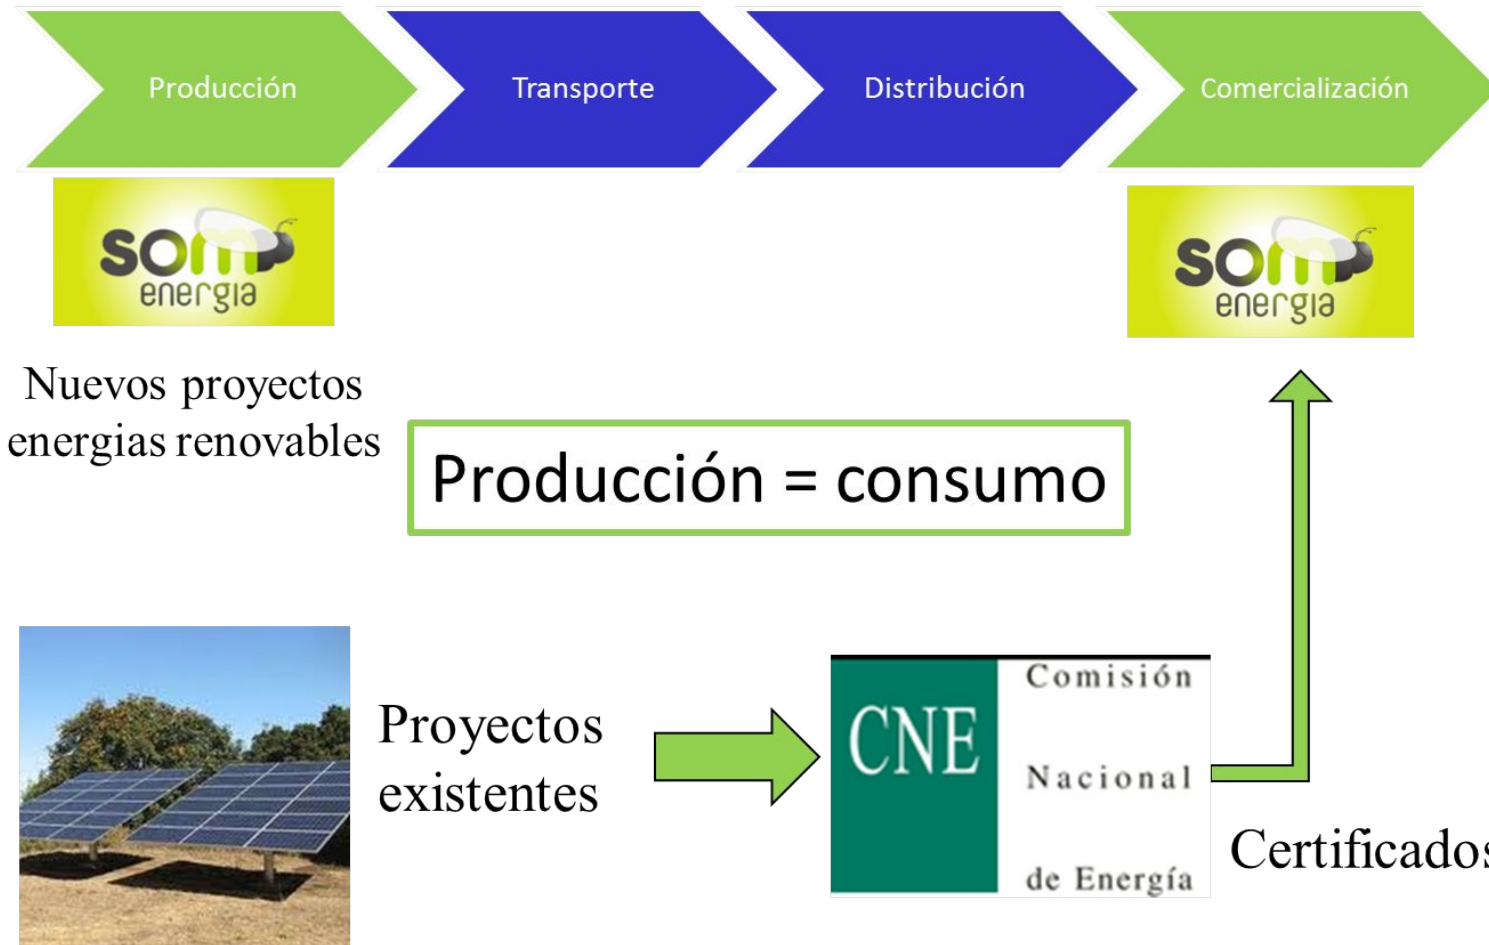 Producción
Transporte
Distribución
Comercialización
som
energia
som
energia
Nuevos proyectos
energias renovables
Producción = consumo
Proyectos
existentes
CNE
Comisión
Nacional
de Energía
Certificados